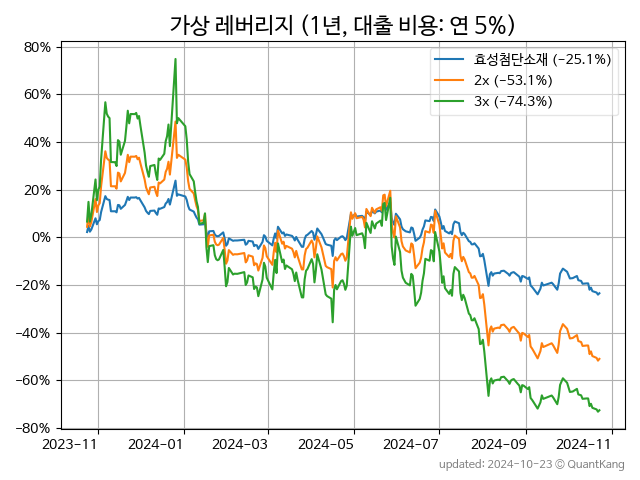 가상 레버리지 (1년, 대출 비용: 연 5%)
효성첨단소재 (−25.1%)
2x (−53.1%)
3x (−74.3%)
80%
60%
40%
20%
0%
−20%
−40%
−60%
−80%
2023-11 2024-01 2024-03 2024-05 2024-07 2024-09 2024-11
updated: 2024-10-23 © QuantKang